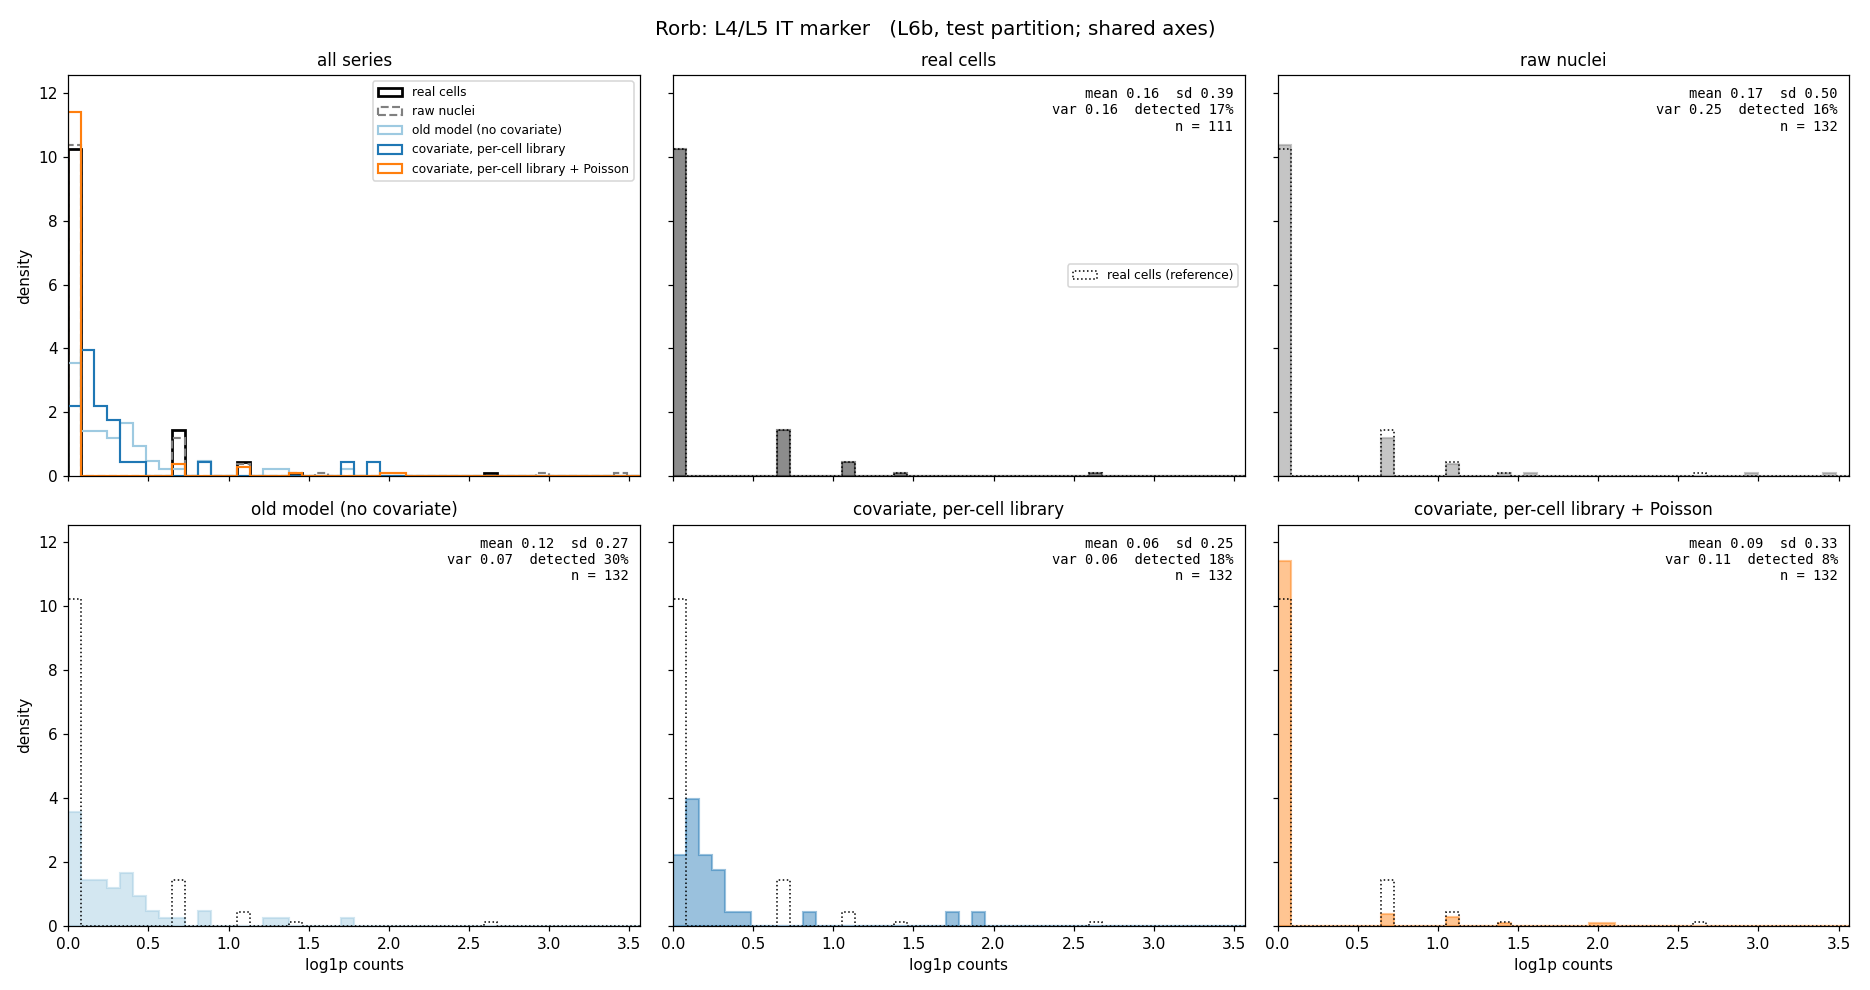 Rorb: L4/L5 IT marker   (L6b, test partition; shared axes)
all series
real cells
raw nuclei
old model (no covariate)
covariate, per-cell library
covariate, per-cell library + Poisson
density
12
10
8
6
4
2
0
real cells
mean 0.16  sd 0.39
var 0.16  detected 17%
n = 111
real cells (reference)
raw nuclei
mean 0.17  sd 0.50
var 0.25  detected 16%
n = 132
old model (no covariate)
mean 0.12  sd 0.27
var 0.07  detected 30%
n = 132
density
12
10
8
6
4
2
0
0.0 0.5 1.0 1.5 2.0 2.5 3.0 3.5
log1p counts
covariate, per-cell library
mean 0.06  sd 0.25
var 0.06  detected 18%
n = 132
0.0 0.5 1.0 1.5 2.0 2.5 3.0 3.5
log1p counts
covariate, per-cell library + Poisson
mean 0.09  sd 0.33
var 0.11  detected 8%
n = 132
0.0 0.5 1.0 1.5 2.0 2.5 3.0 3.5
log1p counts